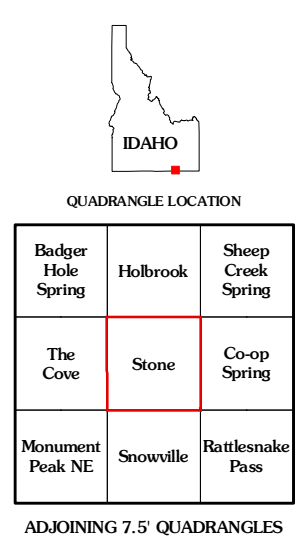 IDAHO
QUADRANGLE LOCATION
Badger
Hole
Spring
Holbrook
Sheep
Creek
Spring
The
Cove
Stone
Co-op
Spring
Monument
Peak NE
Snowville
Rattlesnake
Pass
ADJOINING 7.5' QUADRANGLES